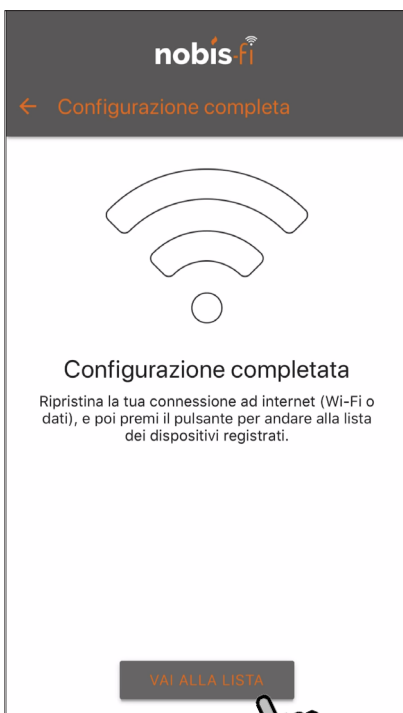 nobis-fi
Configurazione completa
Configurazione completata
Ripristina la tua connessione ad internet (Wi-Fi o
dati), e poi premi il pulsante per andare alla lista
dei dispositivi registrati.
VAI ALLA LISTA